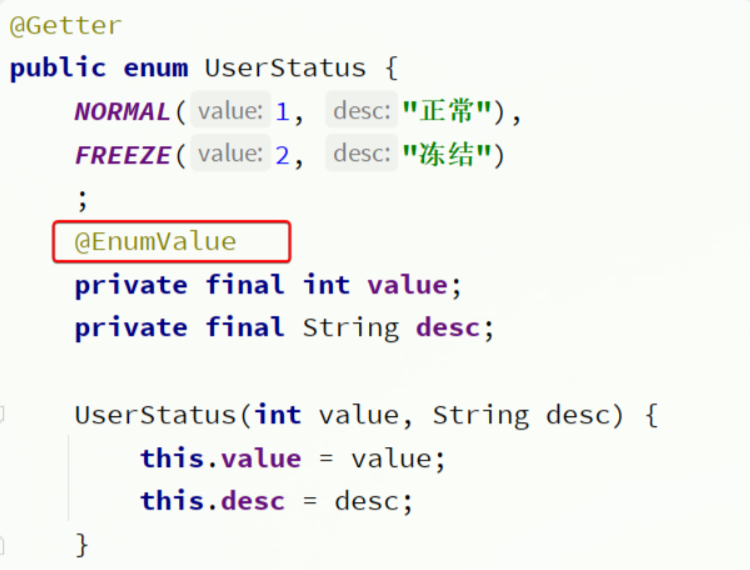 @Getter
public enum UserStatus {
NORMAL( value: 1, desc: "正常"),
FREEZE( value: 2, desc: "冻结")
;
@EnumValue
private final int value;
private final String desc;
UserStatus(int value, String desc) {
this.value = value;
this.desc = desc;
}